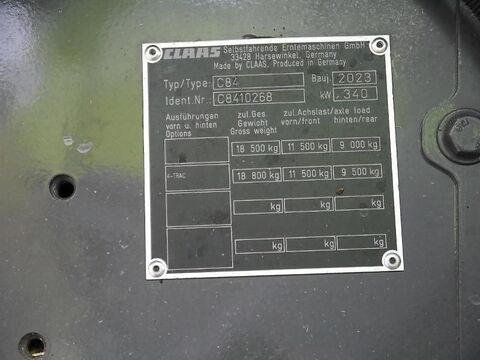 CLAAS Selbstfahrende Erntemaschinen GmbH
33428 Harsewinkel, Germany
Made by CLAAS, Produced in Germany
Typ/Type: C84 Bauj. 2023
Ident.Nr.: C8410268 kW 340
Ausführungen zul.Ges. zul.Achslast/axle load
vorn u. hinten Gewicht vorn/front hinten/rear
Options Gross weight
18 500 kg 11 500 kg 9 000 kg
4-TRAC 18 800 kg 11 500 kg 9 500 kg
kg kg kg
kg kg kg